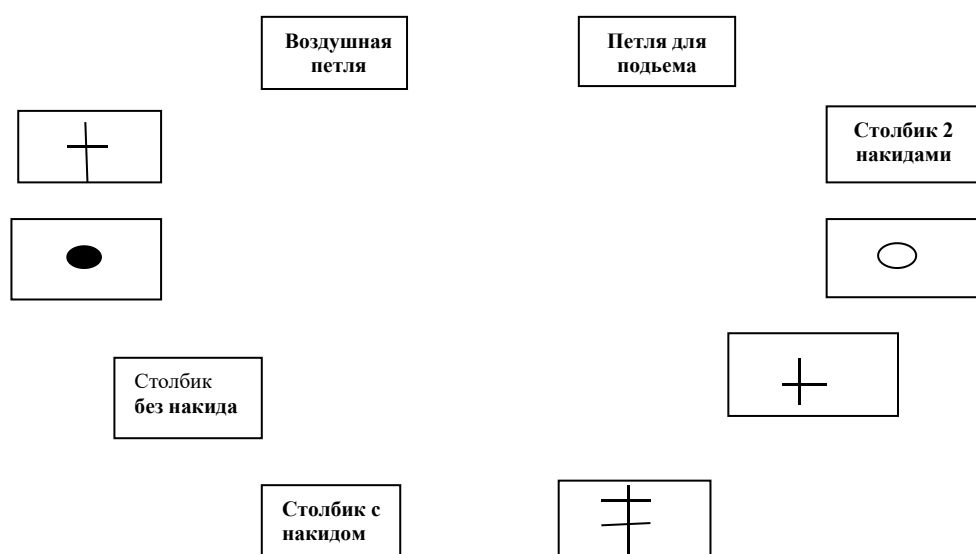 Воздушная
петля
Петля для
подьема
Столбик 2
накидами
Столбик
без накида
Столбик с
накидом